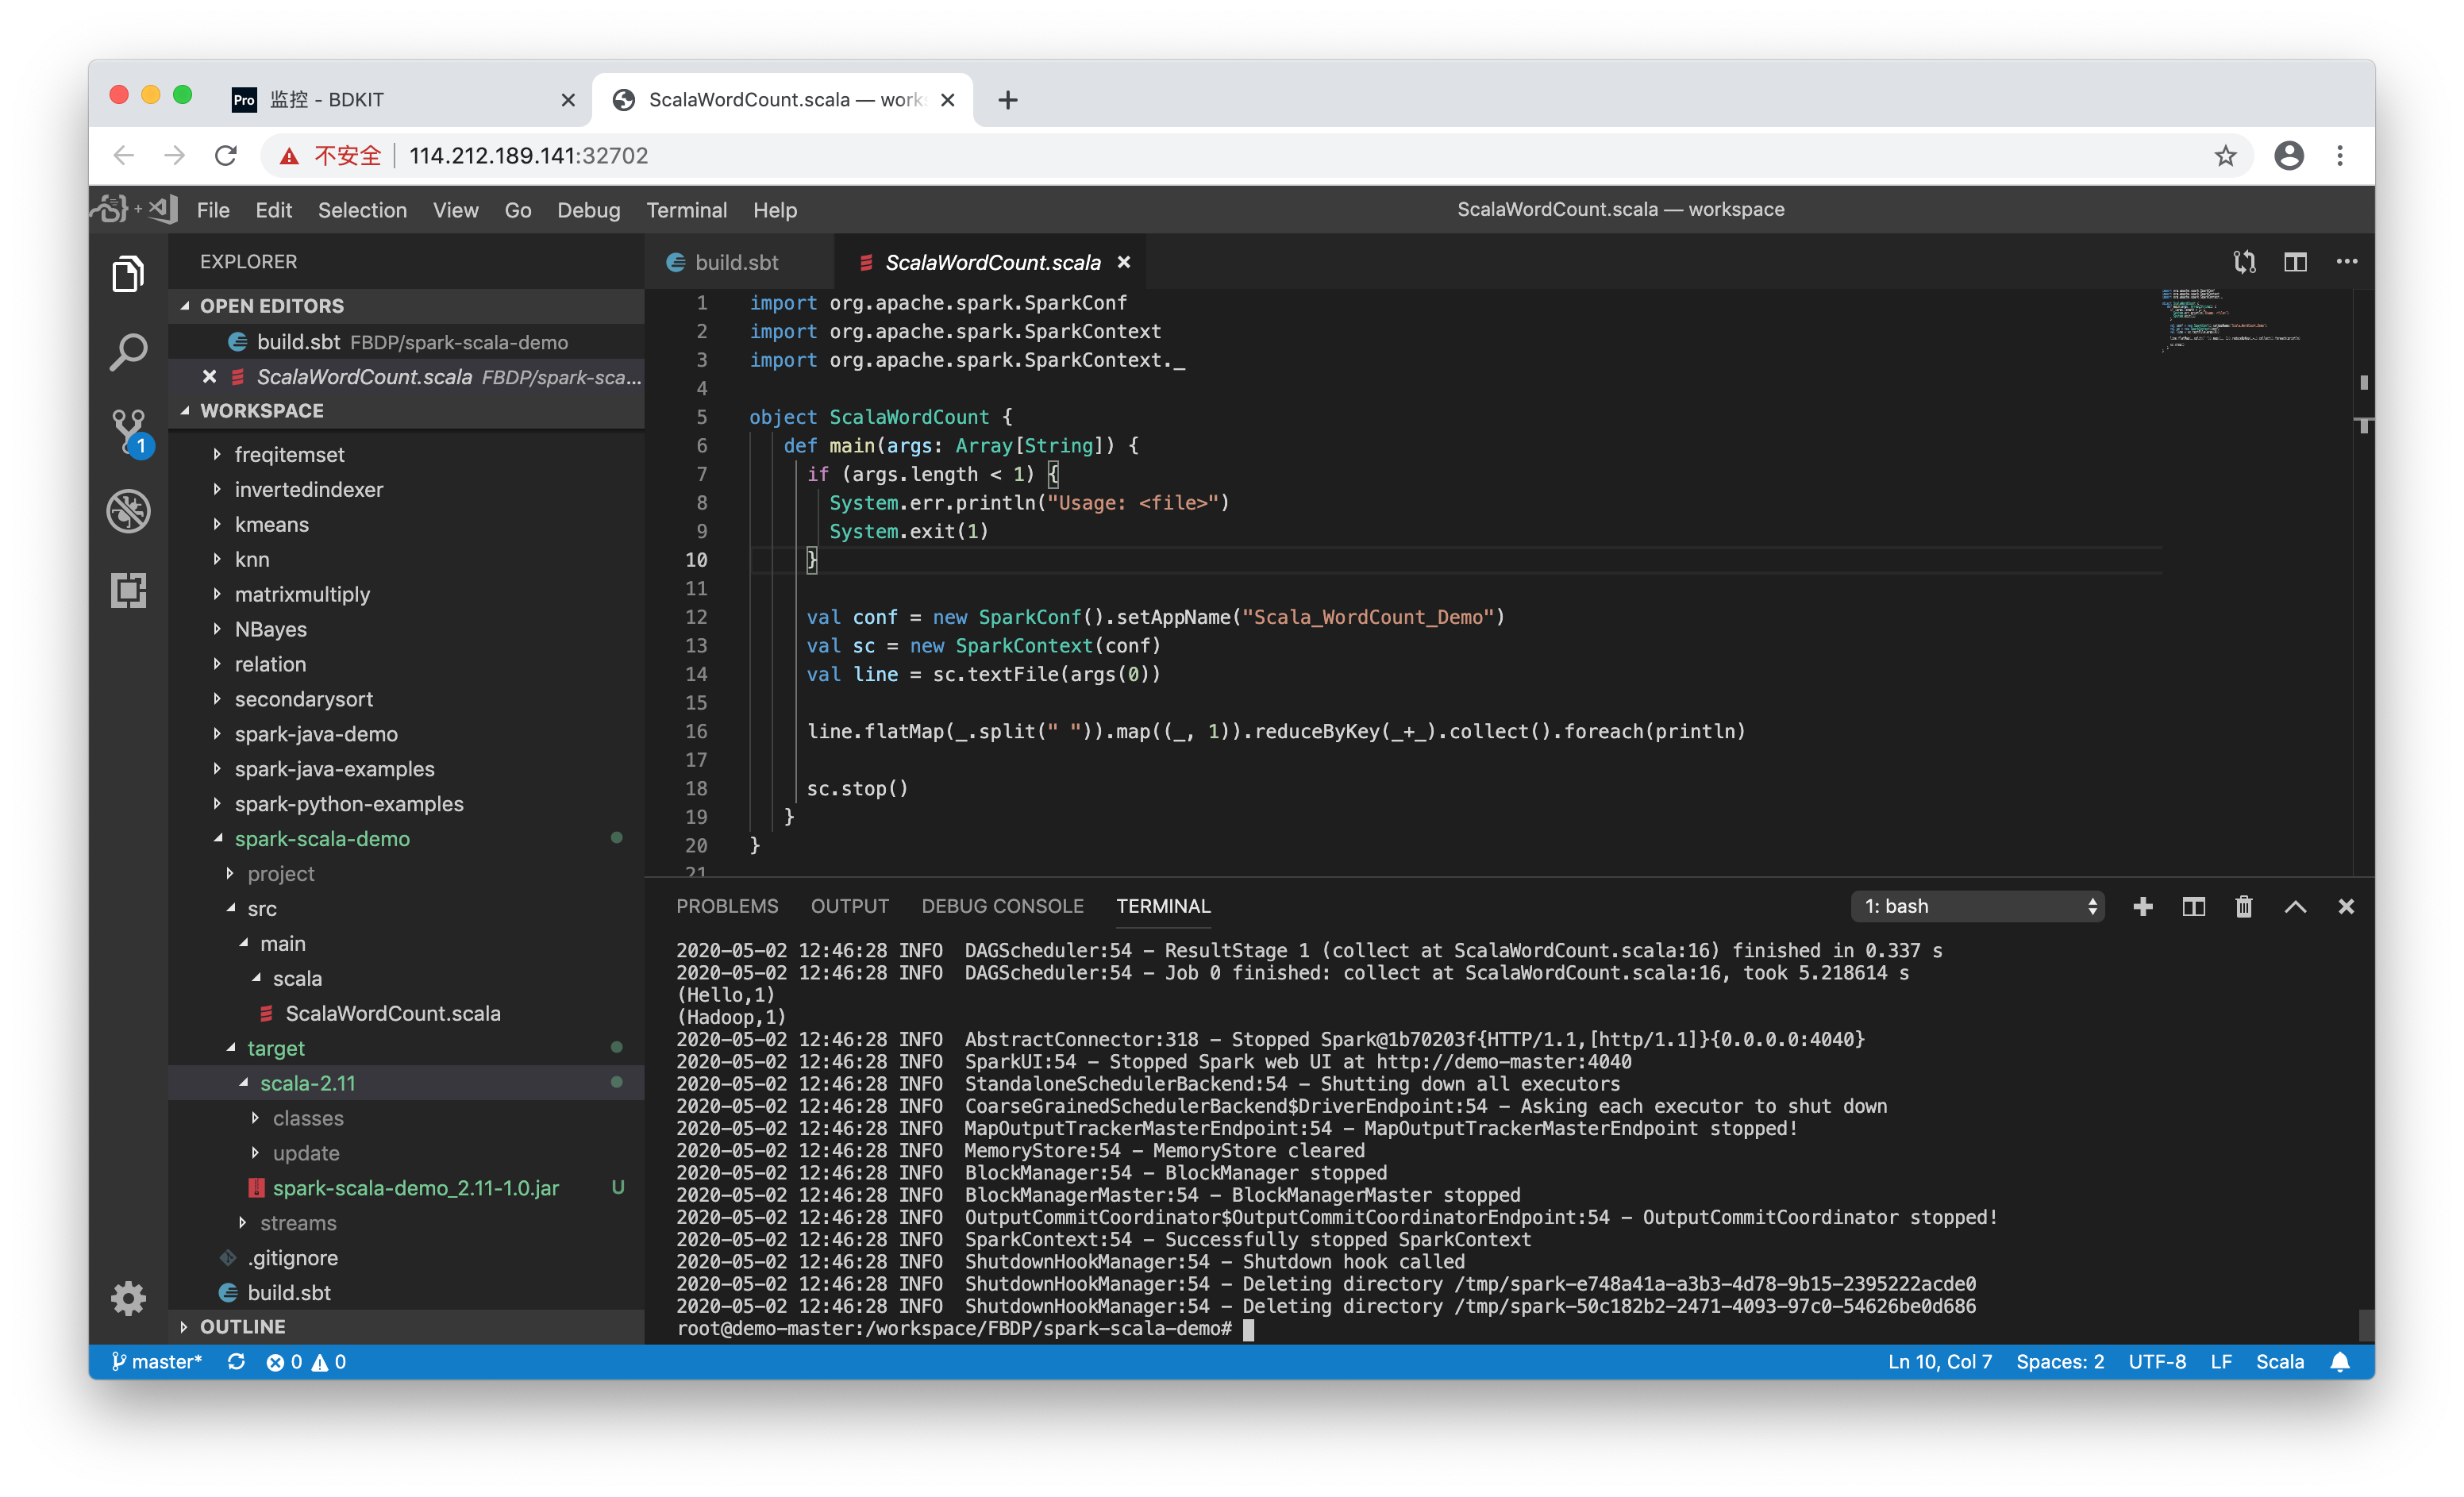 Pro 监控 - BDKIT
ScalaWordCount.scala — work
不安全 114.212.189.141:32702
File Edit Selection View Go Debug Terminal Help
ScalaWordCount.scala — workspace
EXPLORER
OPEN EDITORS
build.sbt FBDP/spark-scala-demo
ScalaWordCount.scala FBDP/spark-sca...
WORKSPACE
freqitemset
invertedindexer
kmeans
knn
matrixmultiply
NBayes
relation
secondarysort
spark-java-demo
spark-java-examples
spark-python-examples
spark-scala-demo
project
src
main
scala
ScalaWordCount.scala
target
scala-2.11
classes
update
spark-scala-demo_2.11-1.0.jar U
streams
.gitignore
build.sbt
OUTLINE
1
build.sbt
ScalaWordCount.scala
1 import org.apache.spark.SparkConf
2 import org.apache.spark.SparkContext
3 import org.apache.spark.SparkContext._
4
5 object ScalaWordCount {
6 def main(args: Array[String]) {
7 if (args.length < 1) {
8 System.err.println("Usage: <file>")
9 System.exit(1)
10 }
11
12 val conf = new SparkConf().setAppName("Scala_WordCount_Demo")
13 val sc = new SparkContext(conf)
14 val line = sc.textFile(args(0))
15
16 line.flatMap(_.split(" ")).map((_, 1)).reduceByKey(_+_).collect().foreach(println)
17
18 sc.stop()
19 }
20 }
21
PROBLEMS OUTPUT DEBUG CONSOLE TERMINAL
1: bash
2020-05-02 12:46:28 INFO DAGScheduler:54 - ResultStage 1 (collect at ScalaWordCount.scala:16) finished in 0.337 s
2020-05-02 12:46:28 INFO DAGScheduler:54 - Job 0 finished: collect at ScalaWordCount.scala:16, took 5.218614 s
(Hello,1)
(Hadoop,1)
2020-05-02 12:46:28 INFO AbstractConnector:318 - Stopped Spark@1b70203f{HTTP/1.1,[http/1.1]}{0.0.0.0:4040}
2020-05-02 12:46:28 INFO SparkUI:54 - Stopped Spark web UI at http://demo-master:4040
2020-05-02 12:46:28 INFO StandaloneSchedulerBackend:54 - Shutting down all executors
2020-05-02 12:46:28 INFO CoarseGrainedSchedulerBackend$DriverEndpoint:54 - Asking each executor to shut down
2020-05-02 12:46:28 INFO MapOutputTrackerMasterEndpoint:54 - MapOutputTrackerMasterEndpoint stopped!
2020-05-02 12:46:28 INFO MemoryStore:54 - MemoryStore cleared
2020-05-02 12:46:28 INFO BlockManager:54 - BlockManager stopped
2020-05-02 12:46:28 INFO BlockManagerMaster:54 - BlockManagerMaster stopped
2020-05-02 12:46:28 INFO OutputCommitCoordinator$OutputCommitCoordinatorEndpoint:54 - OutputCommitCoordinator stopped!
2020-05-02 12:46:28 INFO SparkContext:54 - Successfully stopped SparkContext
2020-05-02 12:46:28 INFO ShutdownHookManager:54 - Shutdown hook called
2020-05-02 12:46:28 INFO ShutdownHookManager:54 - Deleting directory /tmp/spark-e748a41a-a3b3-4d78-9b15-2395222acde0
2020-05-02 12:46:28 INFO ShutdownHookManager:54 - Deleting directory /tmp/spark-50c182b2-2471-4093-97c0-54626be0d686
root@demo-master:/workspace/FBDP/spark-scala-demo#
master* 0 0
Ln 10, Col 7 Spaces: 2 UTF-8 LF Scala